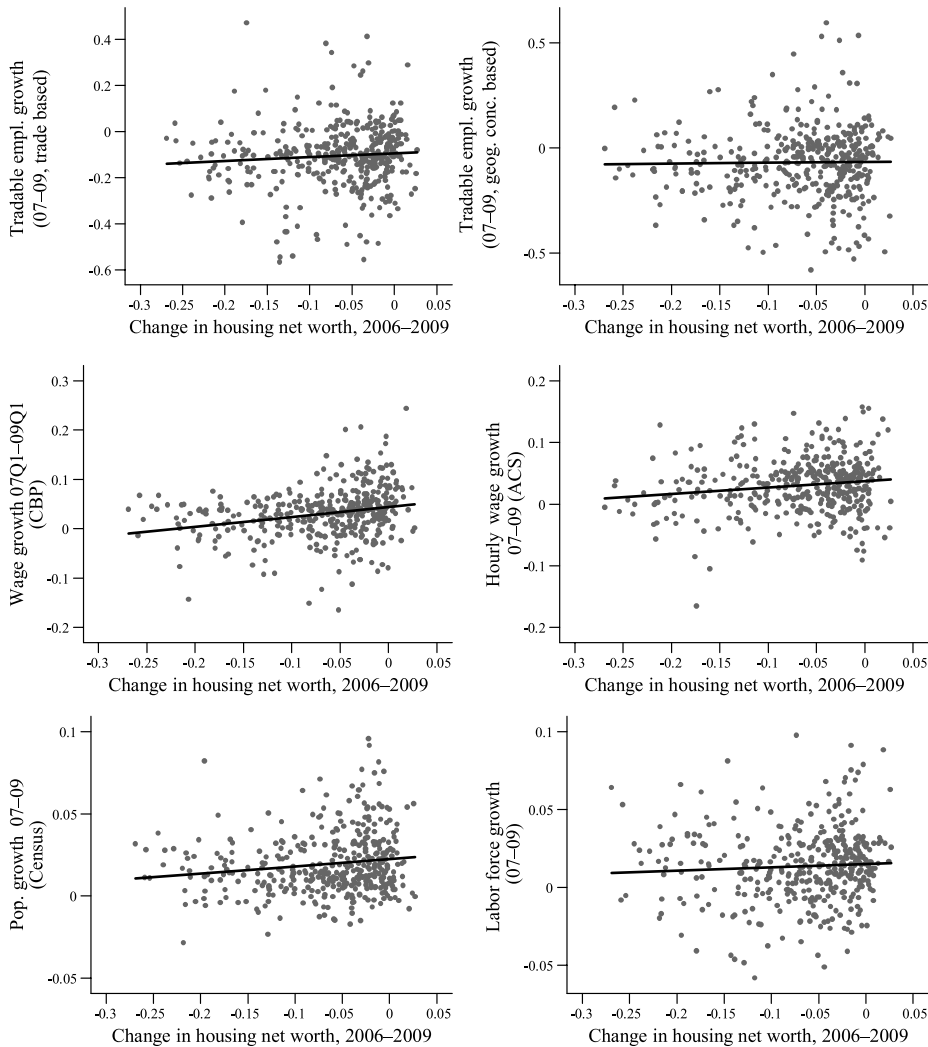 Tradable empl. growth
(07–09, trade based)
0.4
0.2
0
-0.2
-0.4
-0.6
-0.3 -0.25 -0.2 -0.15 -0.1 -0.05 0 0.05
Change in housing net worth, 2006–2009
Tradable empl. growth
(07–09, geog. conc. based)
0.5
0
-0.5
-0.3 -0.25 -0.2 -0.15 -0.1 -0.05 0 0.05
Change in housing net worth, 2006–2009
Wage growth 07Q1–09Q1
(CBP)
0.3
0.2
0.1
0
-0.1
-0.2
-0.3 -0.25 -0.2 -0.15 -0.1 -0.05 0 0.05
Change in housing net worth, 2006–2009
Hourly wage growth
07–09 (ACS)
0.2
0.1
0
-0.1
-0.2
-0.3 -0.25 -0.2 -0.15 -0.1 -0.05 0 0.05
Change in housing net worth, 2006–2009
Pop. growth 07–09
(Census)
0.1
0.05
0
-0.05
-0.3 -0.25 -0.2 -0.15 -0.1 -0.05 0 0.05
Change in housing net worth, 2006–2009
Labor force growth
(07–09)
0.1
0.05
0
-0.05
-0.3 -0.25 -0.2 -0.15 -0.1 -0.05 0 0.05
Change in housing net worth, 2006–2009